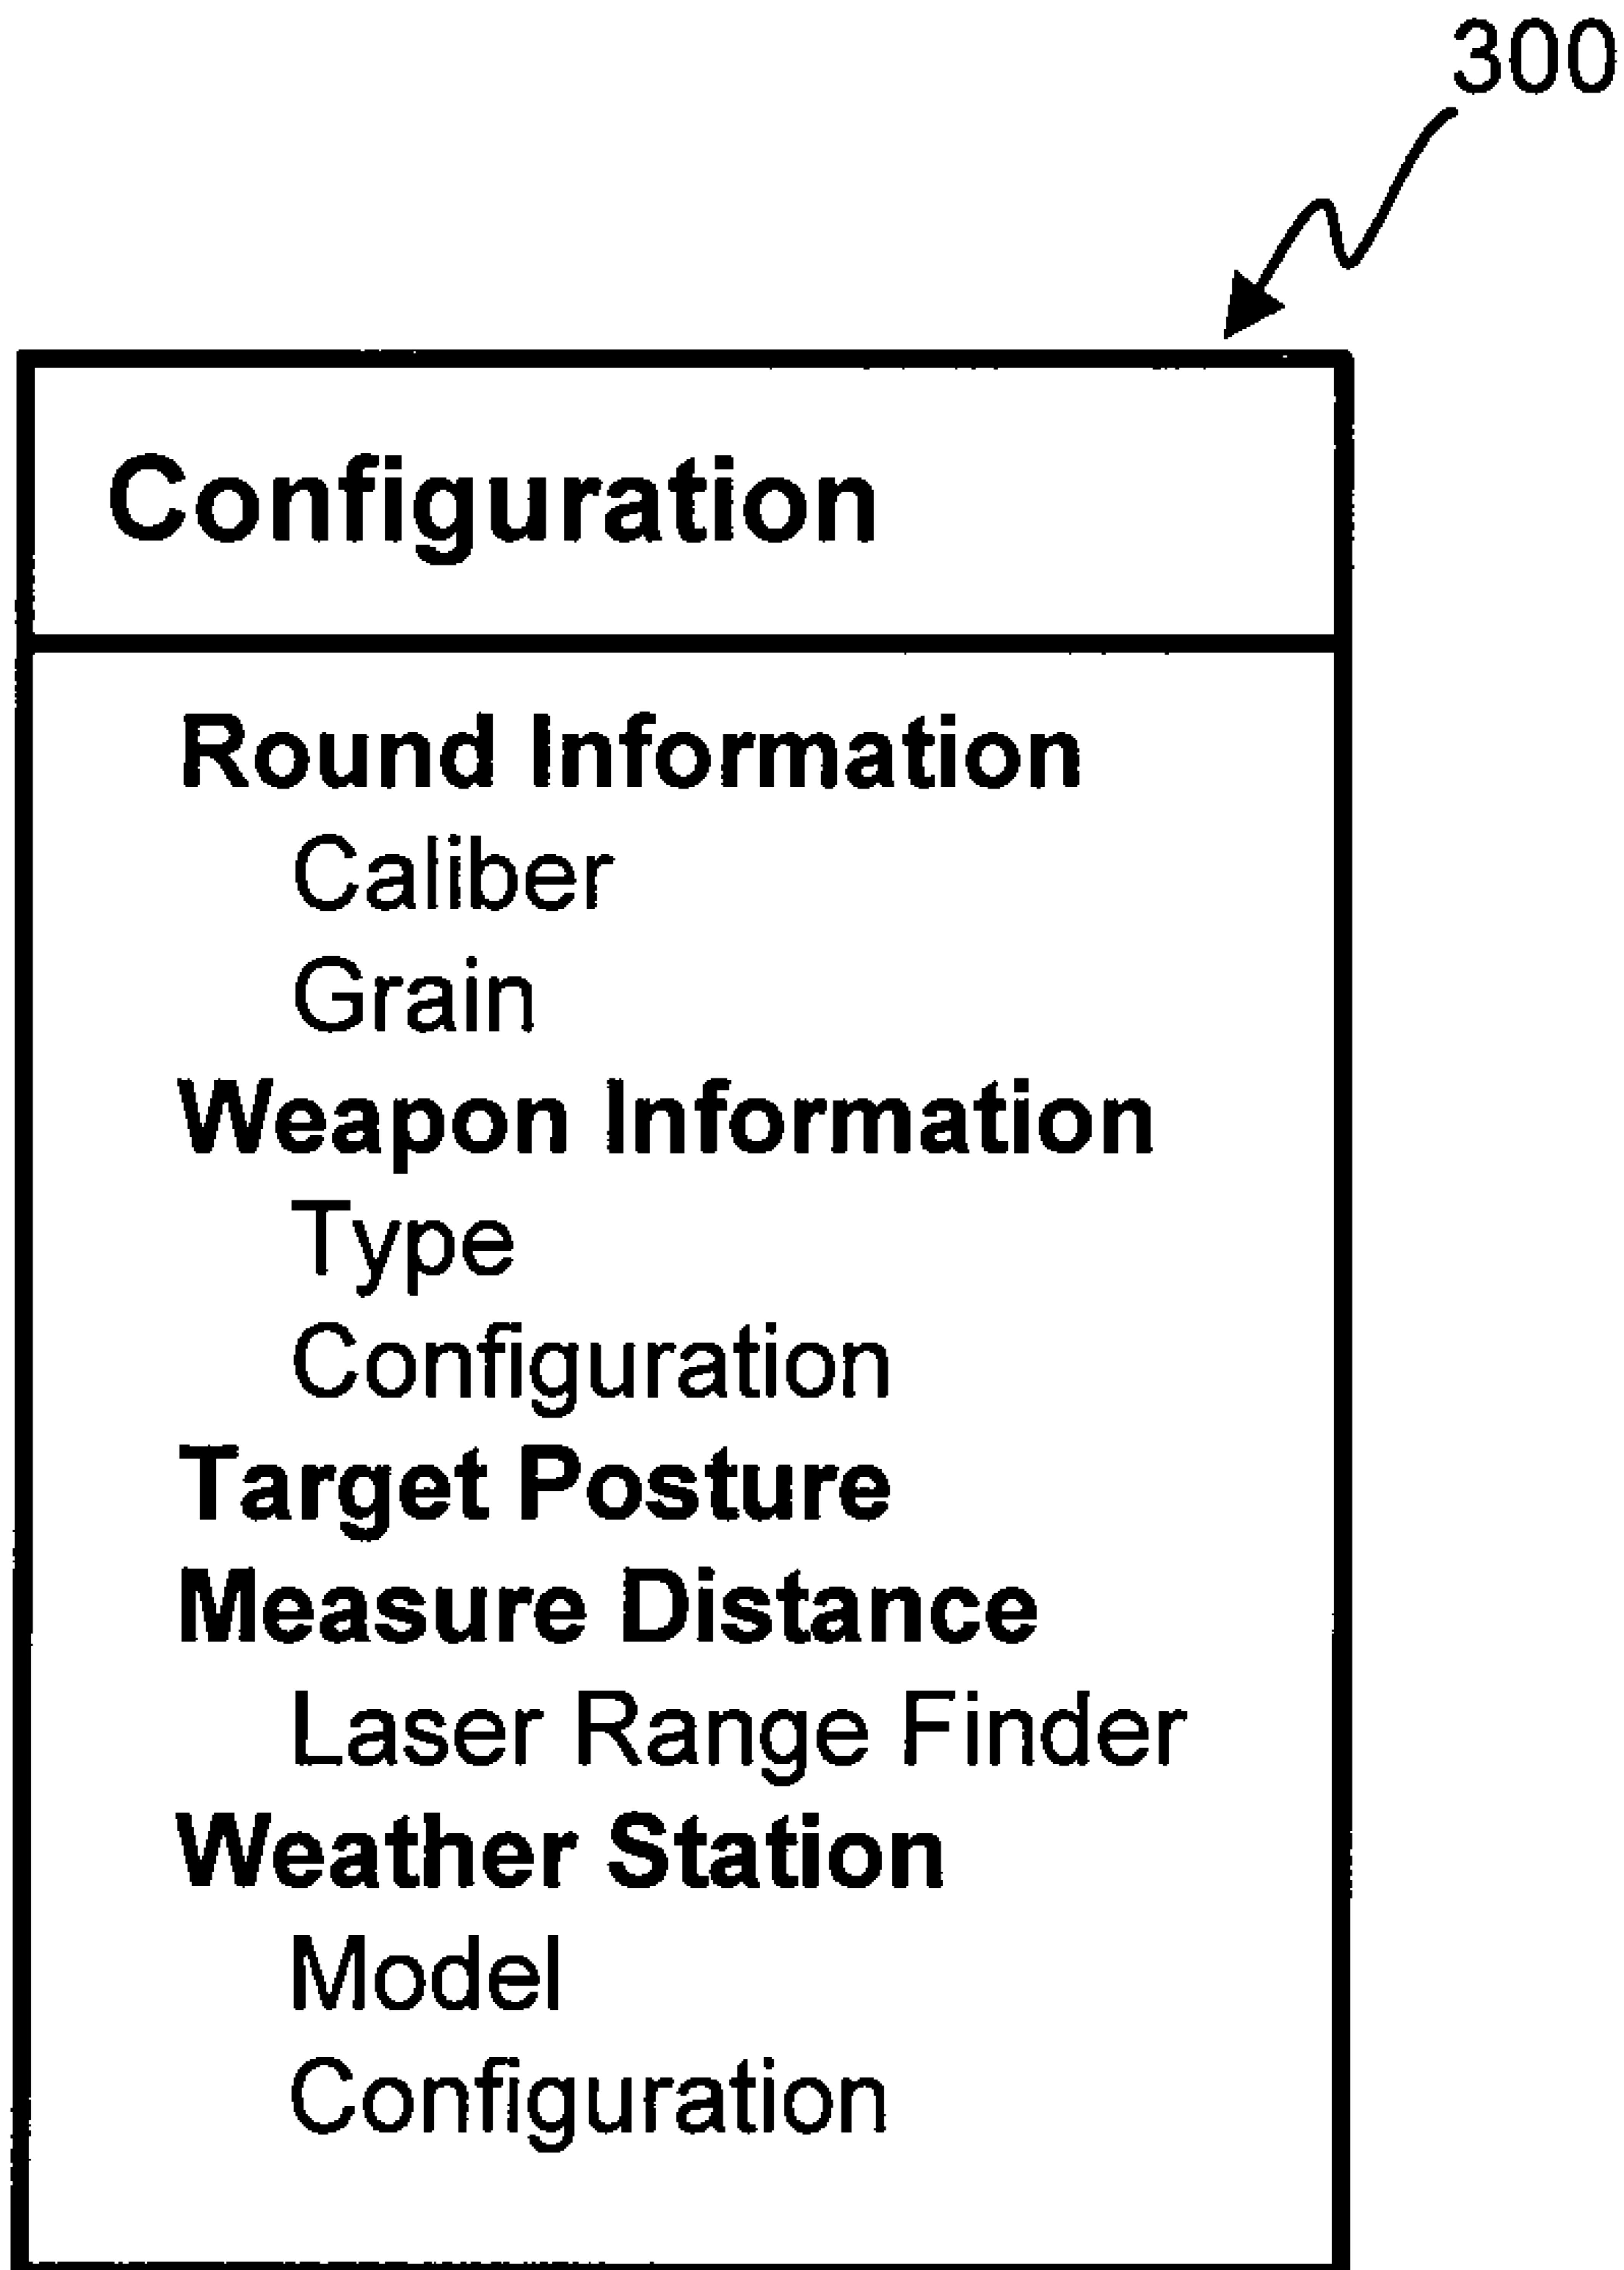 300
Configuration
Round Information
Caliber
Grain
Weapon Information
Type
Configuration
Target Posture
Measure Distance
Laser Range Finder
Weather Station
Model
Configuration